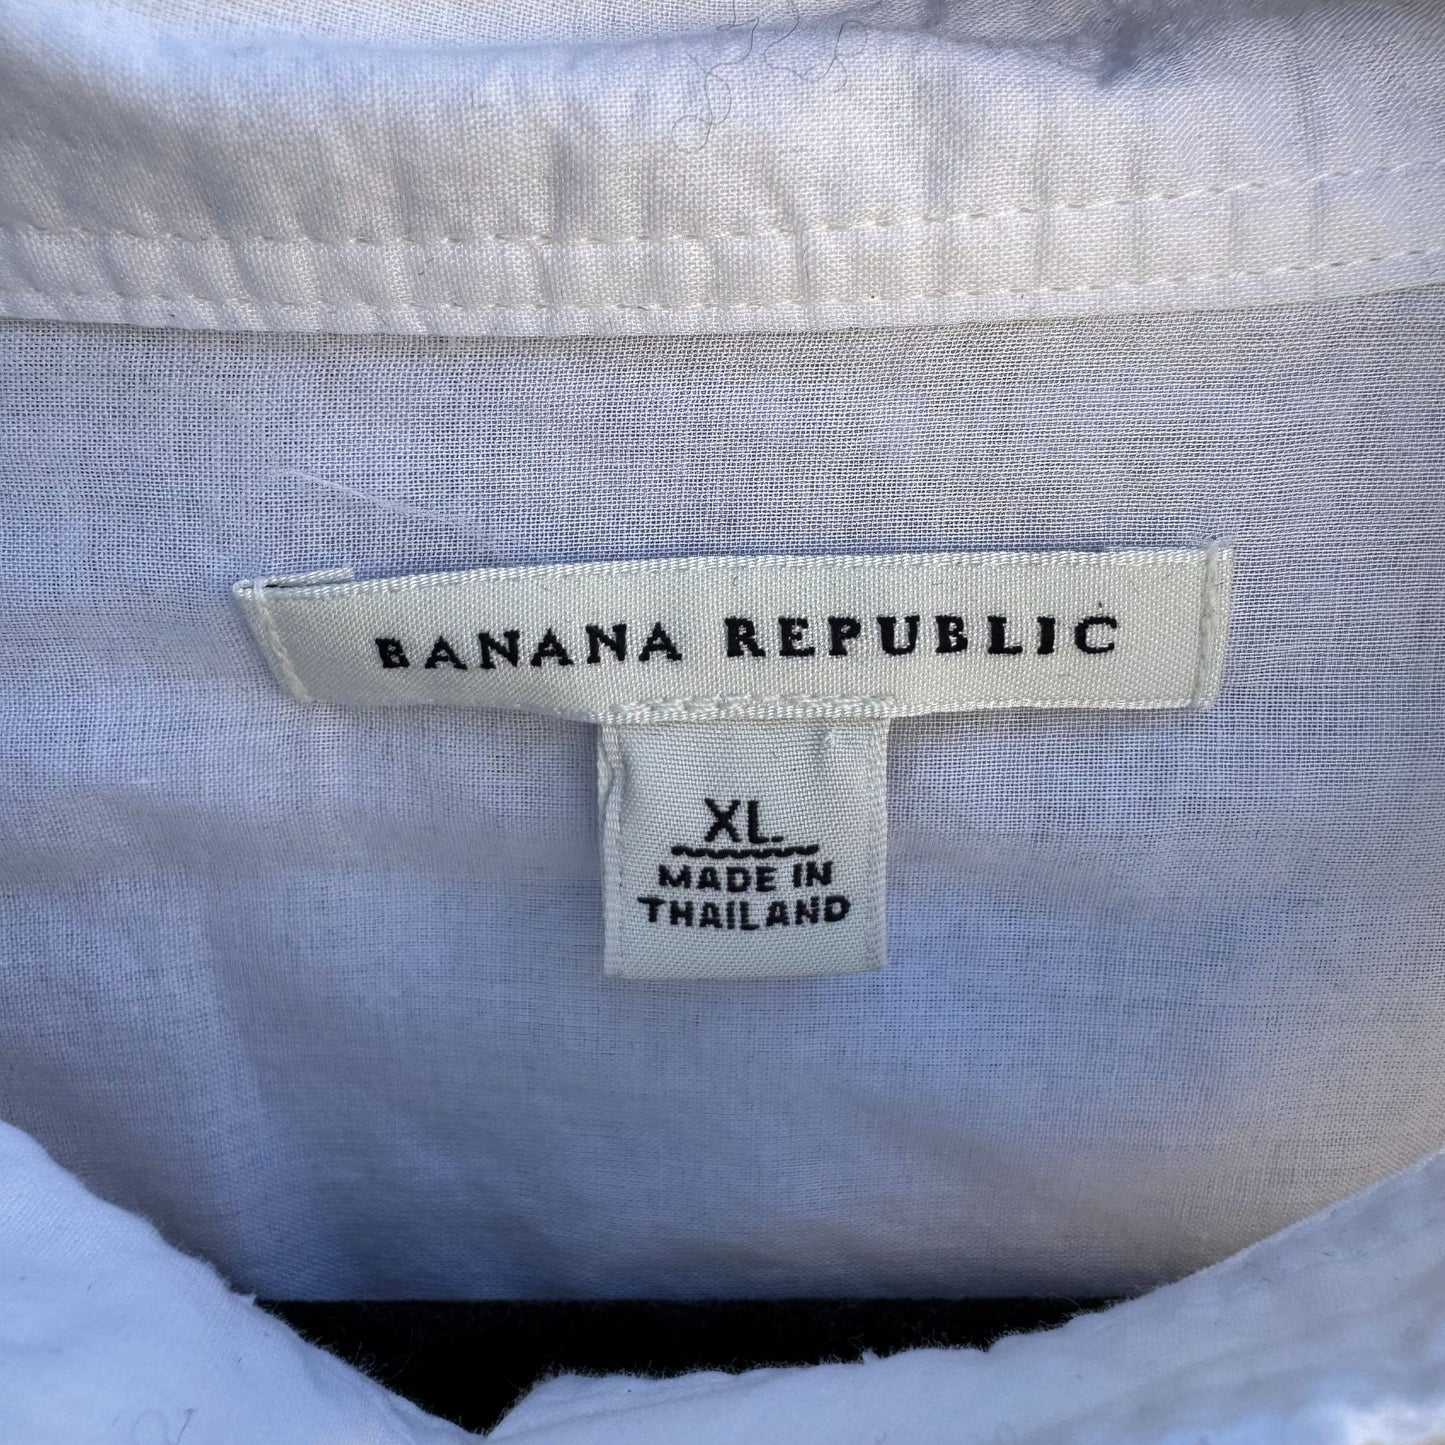 BANANA REPUBLIC
XL
MADE IN
THAILAND